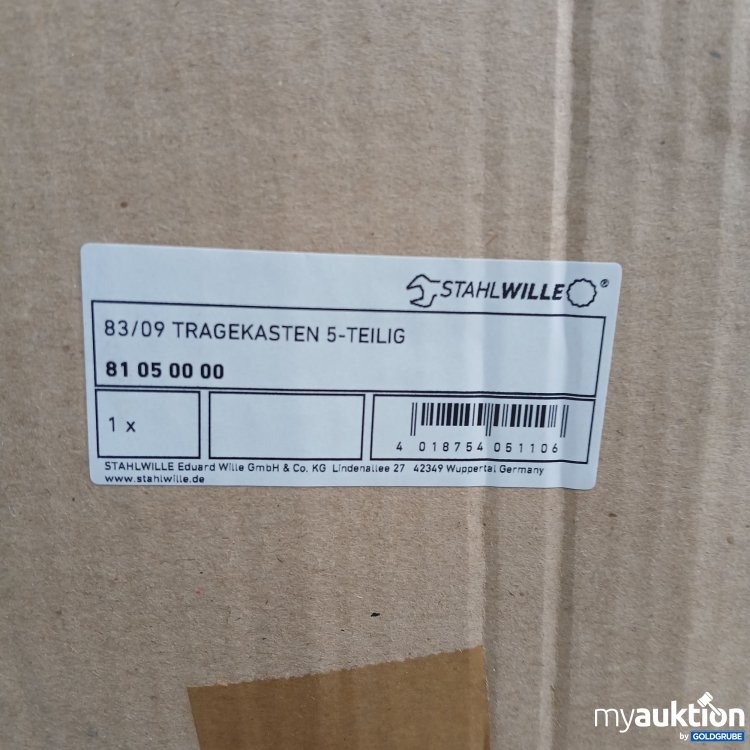 STAHLWILLE®
83/09 TRAGEKASTEN 5-TEILIG
81 05 00 00
1 x
4 018754 051106
STAHLWILLE Eduard Wille GmbH & Co. KG Lindenallee 27 42349 Wuppertal Germany
www.stahlwille.de
myauktion
by GOLDGRUBE